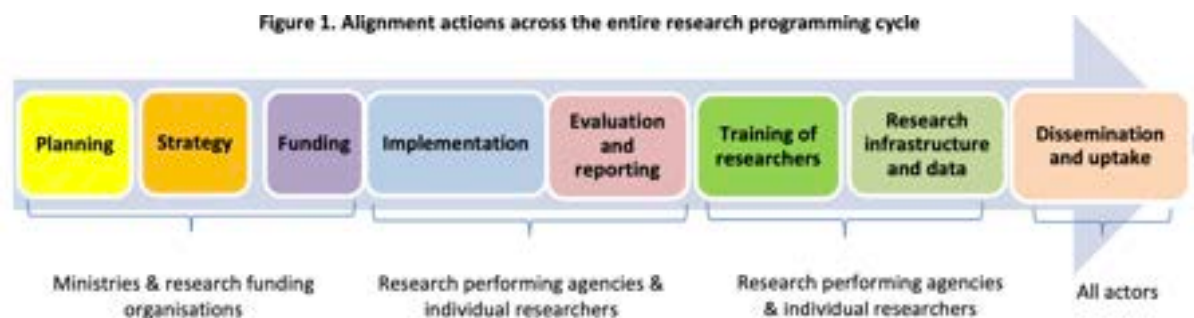 Figure 1. Alignment actions across the entire research programming cycle
Planning
Strategy
Funding
Implementation
Evaluation
and
reporting
Training of
researchers
Research
infrastructure
and data
Dissemination
and uptake
Ministries & research funding
organisations
Research performing agencies &
individual researchers
Research performing agencies
& individual researchers
All actors